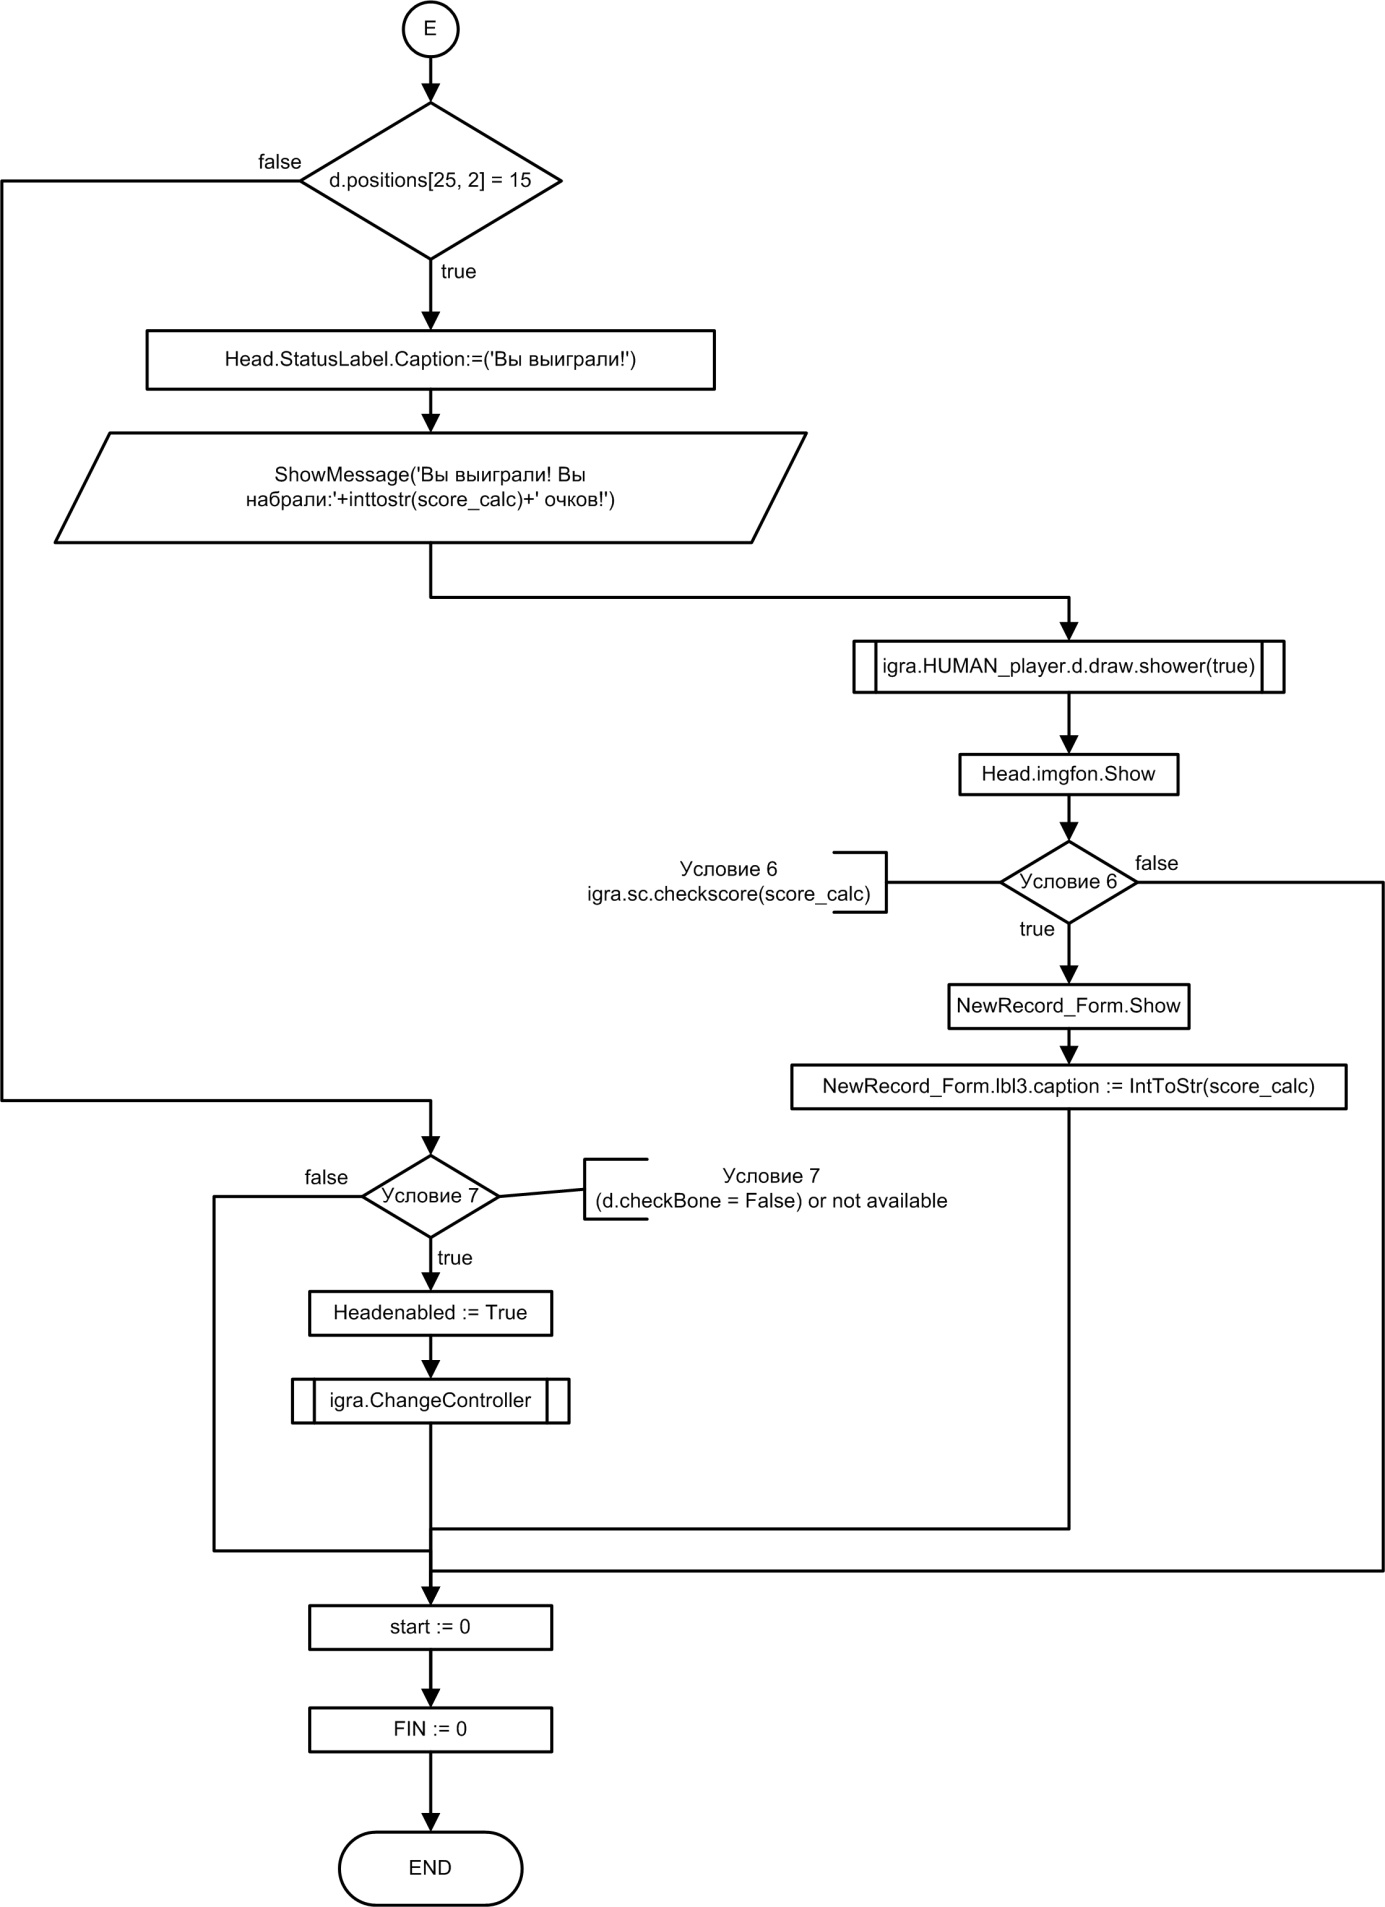 E
false
d.positions[25, 2] = 15
true
Head.StatusLabel.Caption:=('Вы выиграли!')
ShowMessage('Вы выиграли! Вы
набрали:'+inttostr(score_calc)+' очков!')
igra.HUMAN_player.d.draw.shower(true)
Head.imgfon.Show
Условие 6
igra.sc.checkscore(score_calc)
Условие 6
false
true
NewRecord_Form.Show
NewRecord_Form.lbl3.caption := IntToStr(score_calc)
false
Условие 7
Условие 7
(d.checkBone = False) or not available
true
Headenabled := True
igra.ChangeController
start := 0
FIN := 0
END